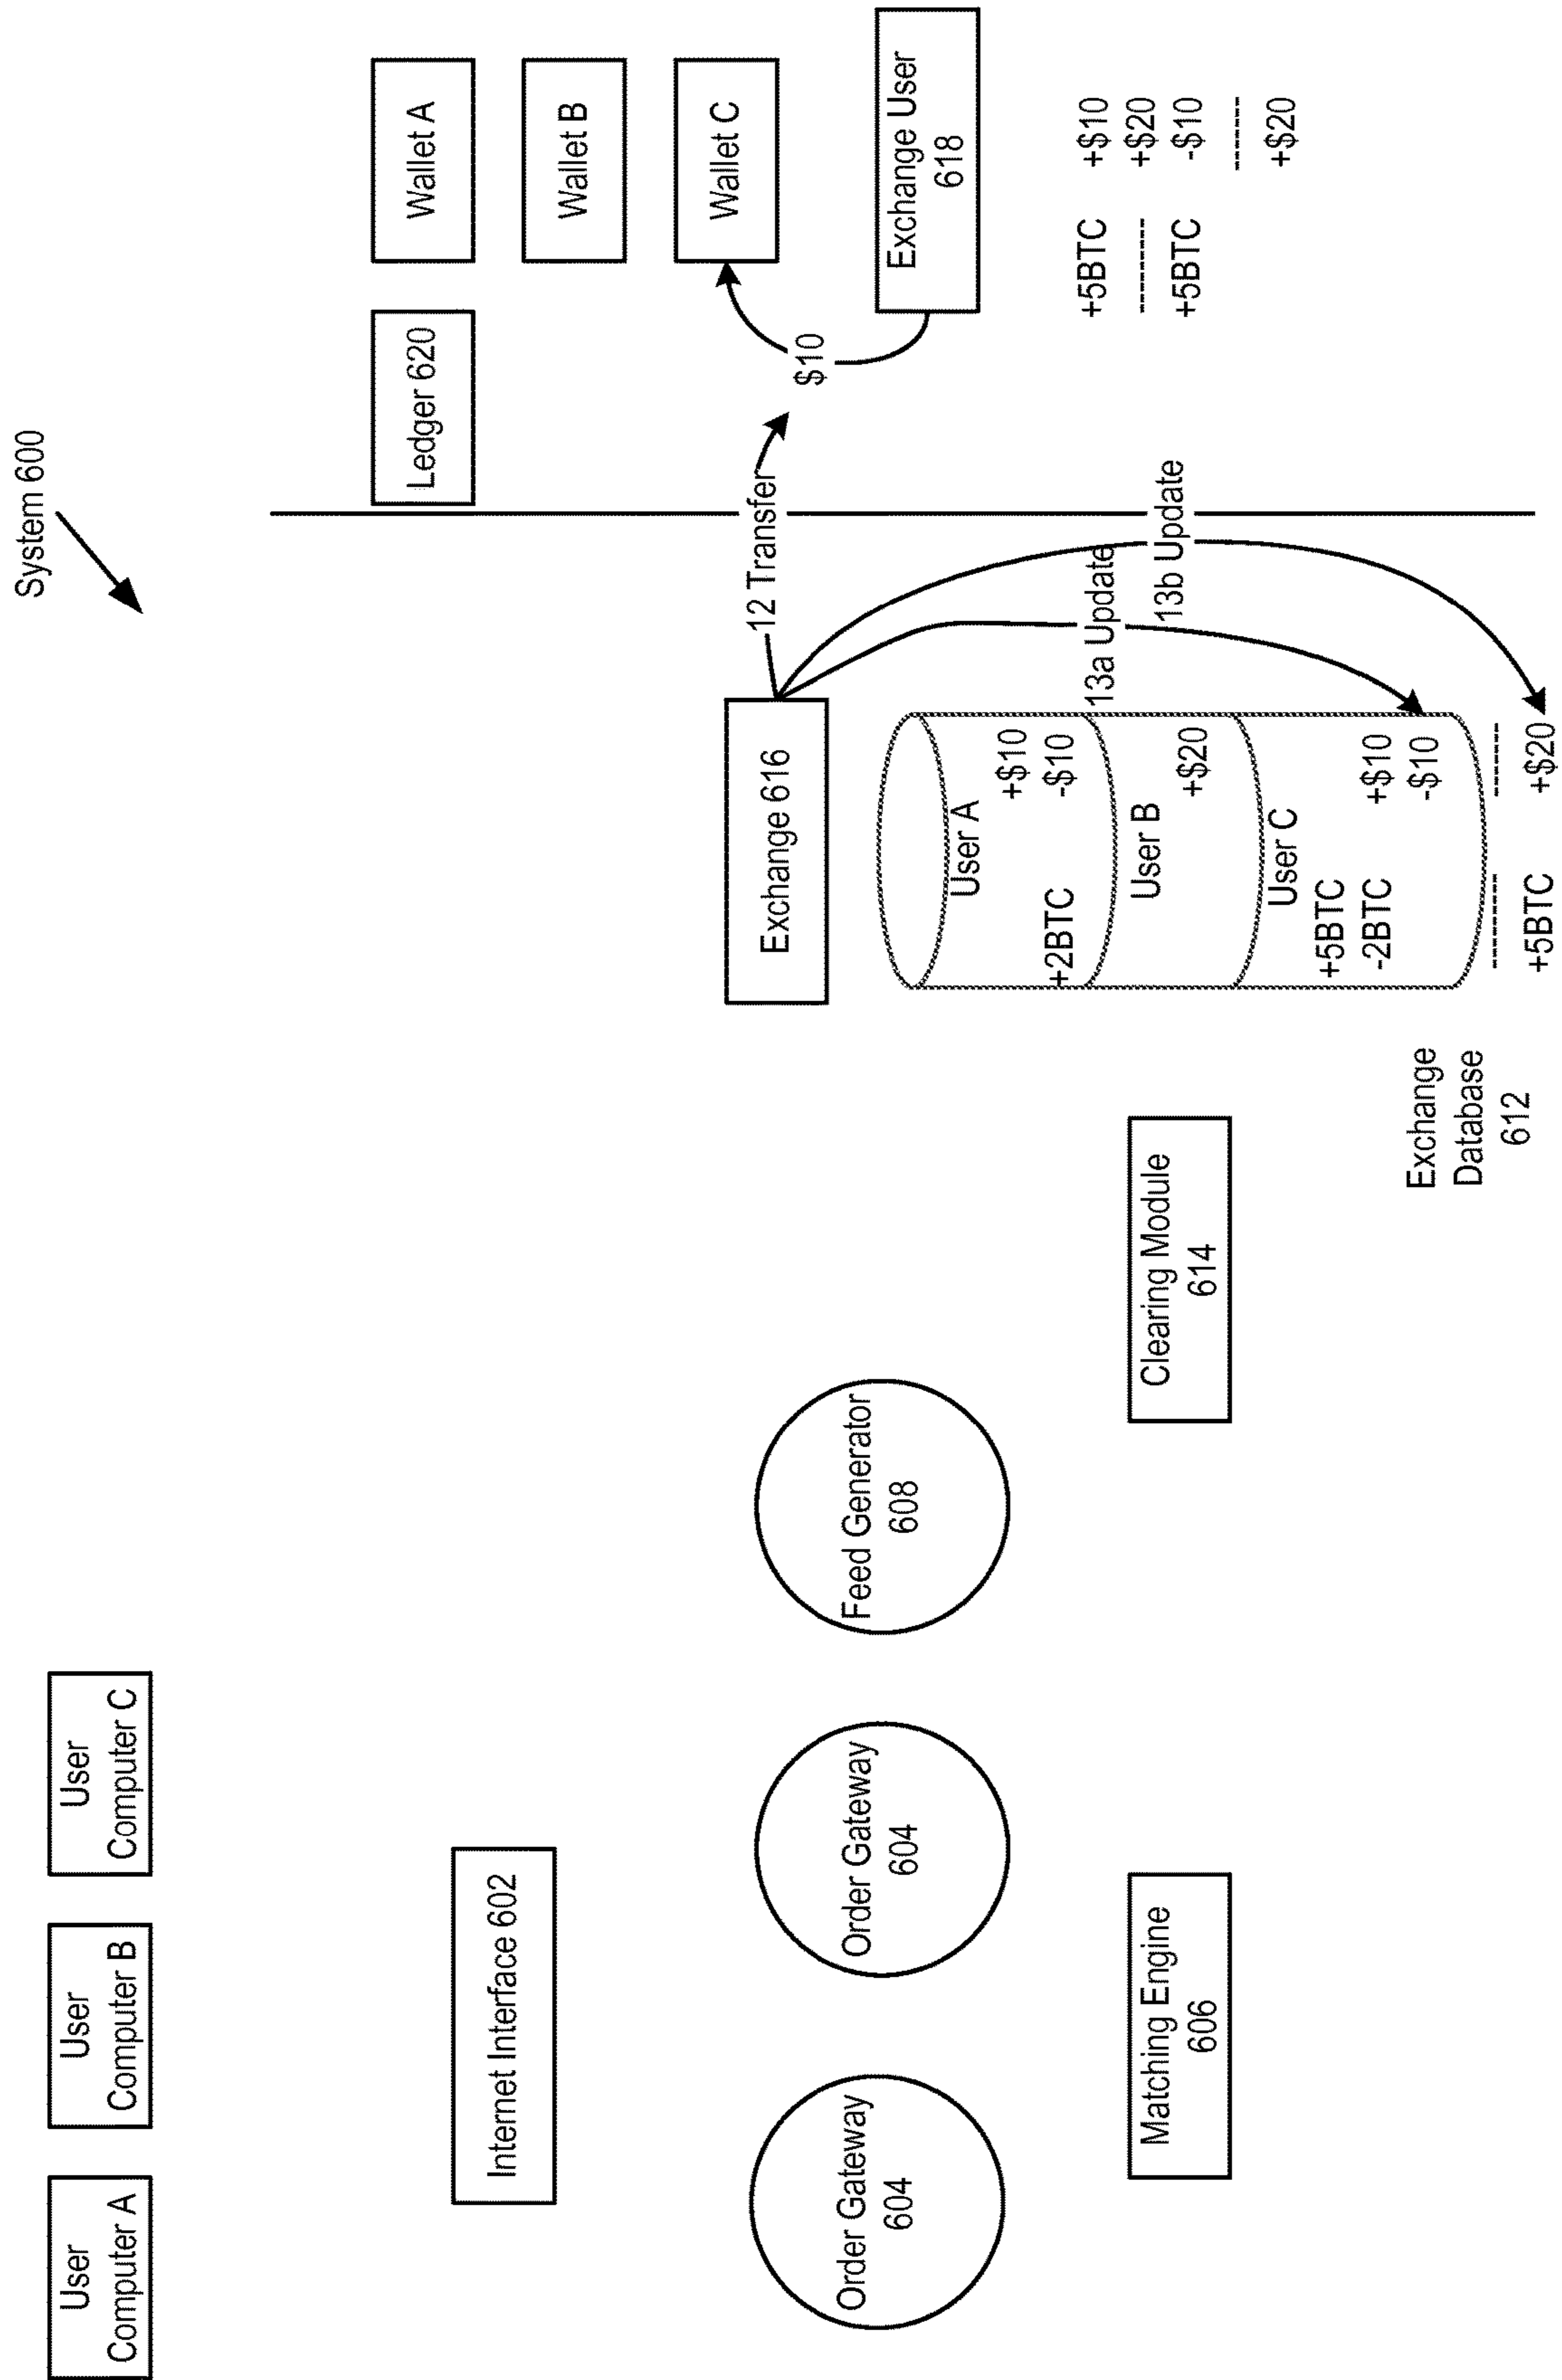 System 600
User
Computer A
User
Computer B
User
Computer C
Internet Interface 602
Order Gateway
604
Order Gateway
604
Feed Generator
608
Matching Engine
606
Clearing Module
614
Exchange 616
12 Transfer
13a Update
13b Update
User A
+$10
+2BTC -$10
User B
+$20
User C
+5BTC
-2BTC +$10
-$10
--------- ---------
+5BTC +$20
Exchange
Database
612
Ledger 620
Wallet A
Wallet B
Wallet C
$10
Exchange User
618
+5BTC +$10
--------- +$20
+5BTC -$10
---------
+$20